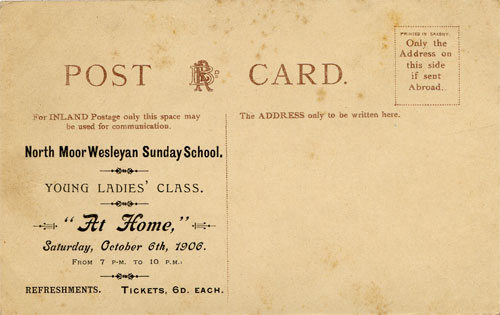 POST CARD.
PRINTED IN SAXONY.
Only the
Address on
this side
if sent
Abroad.
For INLAND Postage only this space may
be used for communication.
The ADDRESS only to be written here.
North Moor Wesleyan Sunday School.
YOUNG LADIES' CLASS.
"At Home,"
Saturday, October 6th, 1906.
FROM 7 P.M. TO 10 P.M.:
REFRESHMENTS. TICKETS, 6D. EACH.